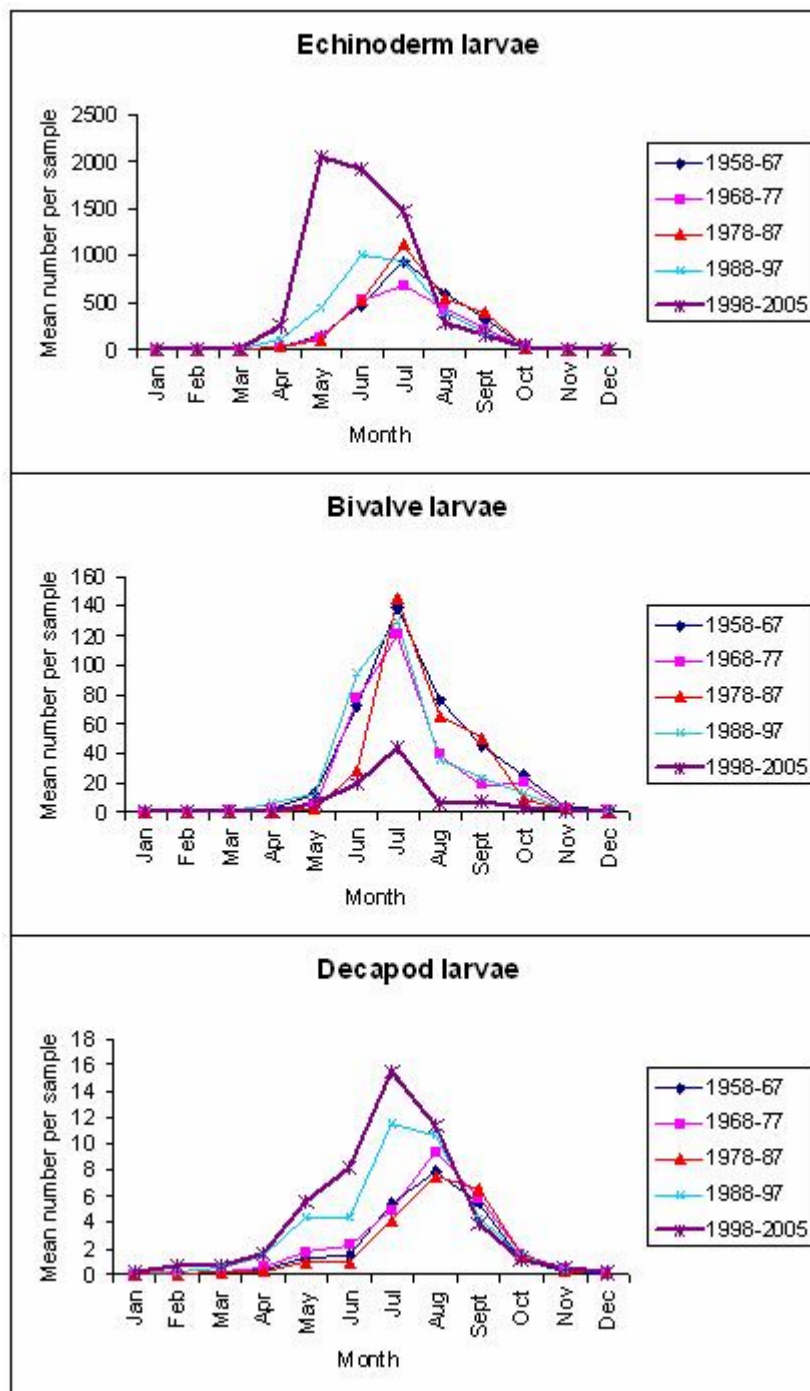 Echinoderm larvae
Mean number per sample
2500
2000
1500
1000
500
0
Jan
Feb
Mar
Apr
May
Jun
Jul
Aug
Sept
Oct
Nov
Dec
Month
1958-67
1968-77
1978-87
1988-97
1998-2005
Bivalve larvae
Mean number per sample
160
140
120
100
80
60
40
20
0
Jan
Feb
Mar
Apr
May
Jun
Jul
Aug
Sept
Oct
Nov
Dec
Month
1958-67
1968-77
1978-87
1988-97
1998-2005
Decapod larvae
Mean number per sample
18
16
14
12
10
8
6
4
2
0
Jan
Feb
Mar
Apr
May
Jun
Jul
Aug
Sept
Oct
Nov
Dec
Month
1958-67
1968-77
1978-87
1988-97
1998-2005